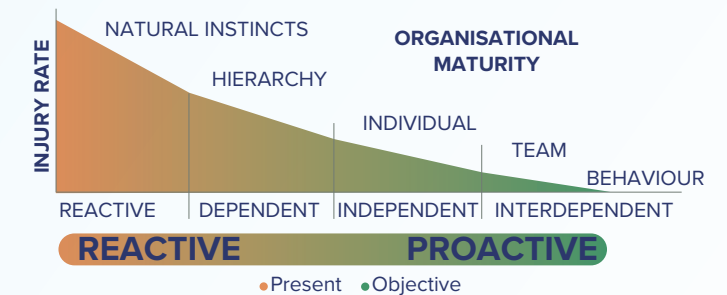 NATURAL INSTINCTS
ORGANISATIONAL
MATURITY
HIERARCHY
INJURY RATE
INDIVIDUAL
TEAM
BEHAVIOUR
REACTIVE
DEPENDENT
INDEPENDENT
INTERDEPENDENT
REACTIVE
PROACTIVE
Present
Objective